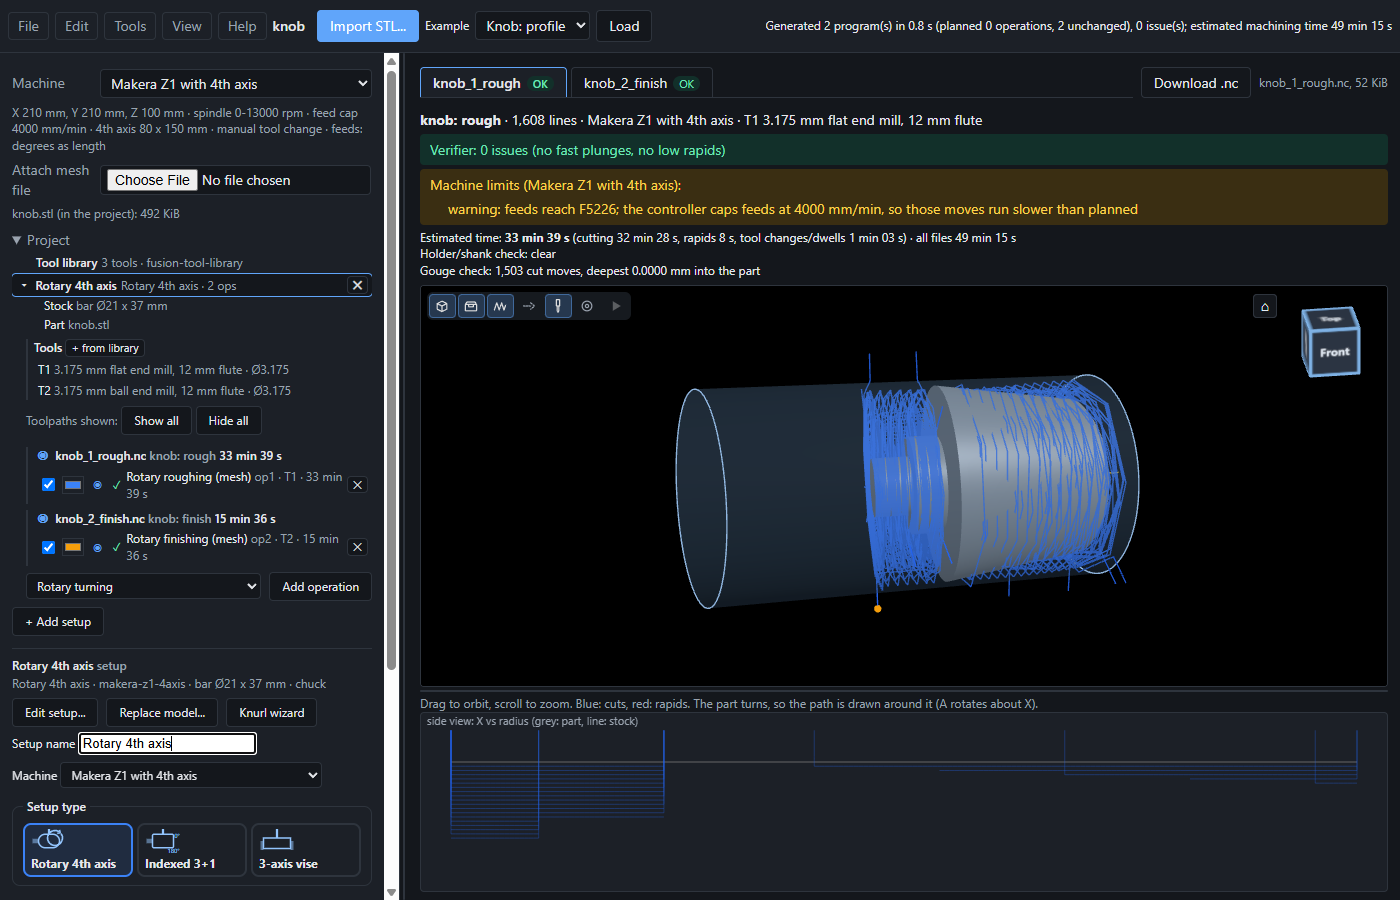 File Edit Tools View Help knob Import STL... Example Knob: profile Load Generated 2 program(s) in 0.8 s (planned 0 operations, 2 unchanged), 0 issue(s); estimated machining time 49 min 15 s
Machine Makera Z1 with 4th axis
X 210 mm, Y 210 mm, Z 100 mm · spindle 0-13000 rpm · feed cap
4000 mm/min · 4th axis 80 x 150 mm · manual tool change · feeds:
degrees as length
Attach mesh
file
Choose File No file chosen
knob.stl (in the project): 492 KiB
Project
Tool library 3 tools · fusion-tool-library
Rotary 4th axis Rotary 4th axis · 2 ops
Stock bar Ø21 x 37 mm
Part knob.stl
Tools + from library
T1 3.175 mm flat end mill, 12 mm flute · Ø3.175
T2 3.175 mm ball end mill, 12 mm flute · Ø3.175
Toolpaths shown: Show all Hide all
knob_1_rough.nc knob: rough 33 min 39 s
Rotary roughing (mesh) op1 · T1 · 33 min
39 s
knob_2_finish.nc knob: finish 15 min 36 s
Rotary finishing (mesh) op2 · T2 · 15 min
36 s
Rotary turning Add operation
+ Add setup
Rotary 4th axis setup
Rotary 4th axis · makera-z1-4axis · bar Ø21 x 37 mm · chuck
Edit setup... Replace model... Knurl wizard
Setup name Rotary 4th axis
Machine Makera Z1 with 4th axis
Setup type
180°
Rotary 4th axis Indexed 3+1 3-axis vise
knob_1_rough OK knob_2_finish OK Download .nc knob_1_rough.nc, 52 KiB
knob: rough · 1,608 lines · Makera Z1 with 4th axis · T1 3.175 mm flat end mill, 12 mm flute
Verifier: 0 issues (no fast plunges, no low rapids)
Machine limits (Makera Z1 with 4th axis):
warning: feeds reach F5226; the controller caps feeds at 4000 mm/min, so those moves run slower than planned
Estimated time: 33 min 39 s (cutting 32 min 28 s, rapids 8 s, tool changes/dwells 1 min 03 s) · all files 49 min 15 s
Holder/shank check: clear
Gouge check: 1,503 cut moves, deepest 0.0000 mm into the part
Top
Front
Drag to orbit, scroll to zoom. Blue: cuts, red: rapids. The part turns, so the path is drawn around it (A rotates about X).
side view: X vs radius (grey: part, line: stock)